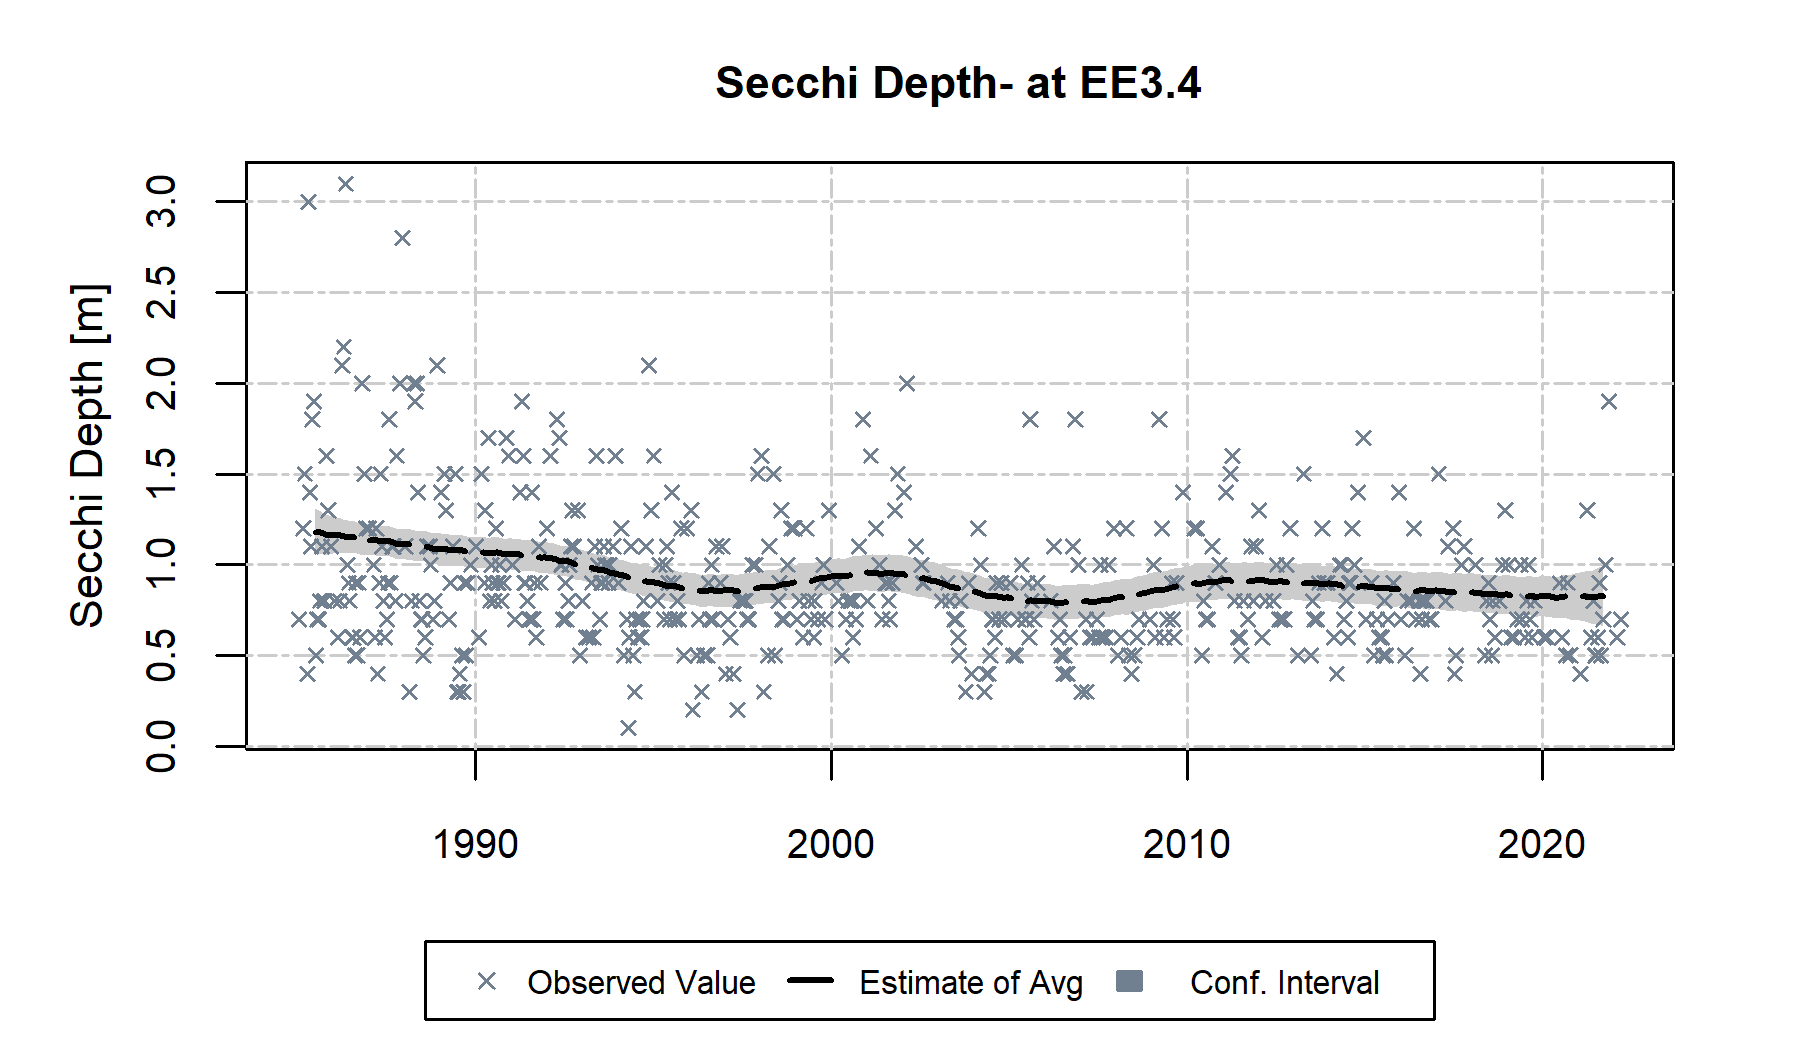 Secchi Depth- at EE3.4
Secchi Depth [m]
3.0
2.5
2.0
1.5
1.0
0.5
0.0
1990 2000 2010 2020
Observed Value Estimate of Avg Conf. Interval